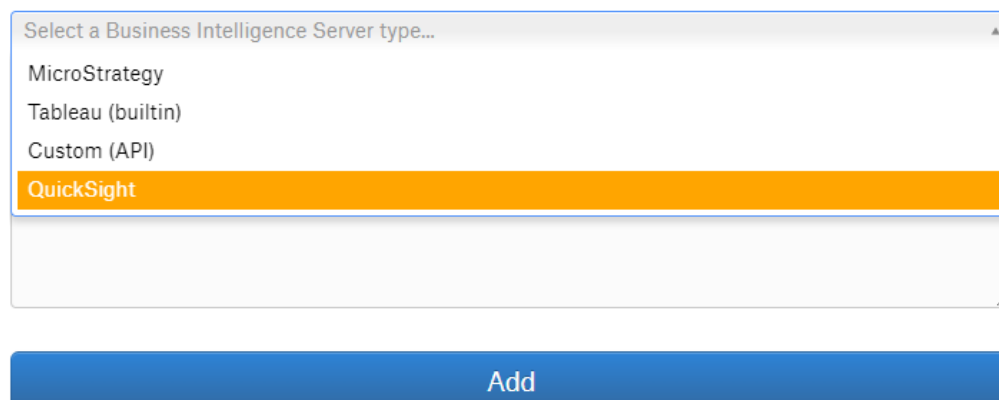 Select a Business Intelligence Server type...
MicroStrategy
Tableau (builtin)
Custom (API)
QuickSight
Add